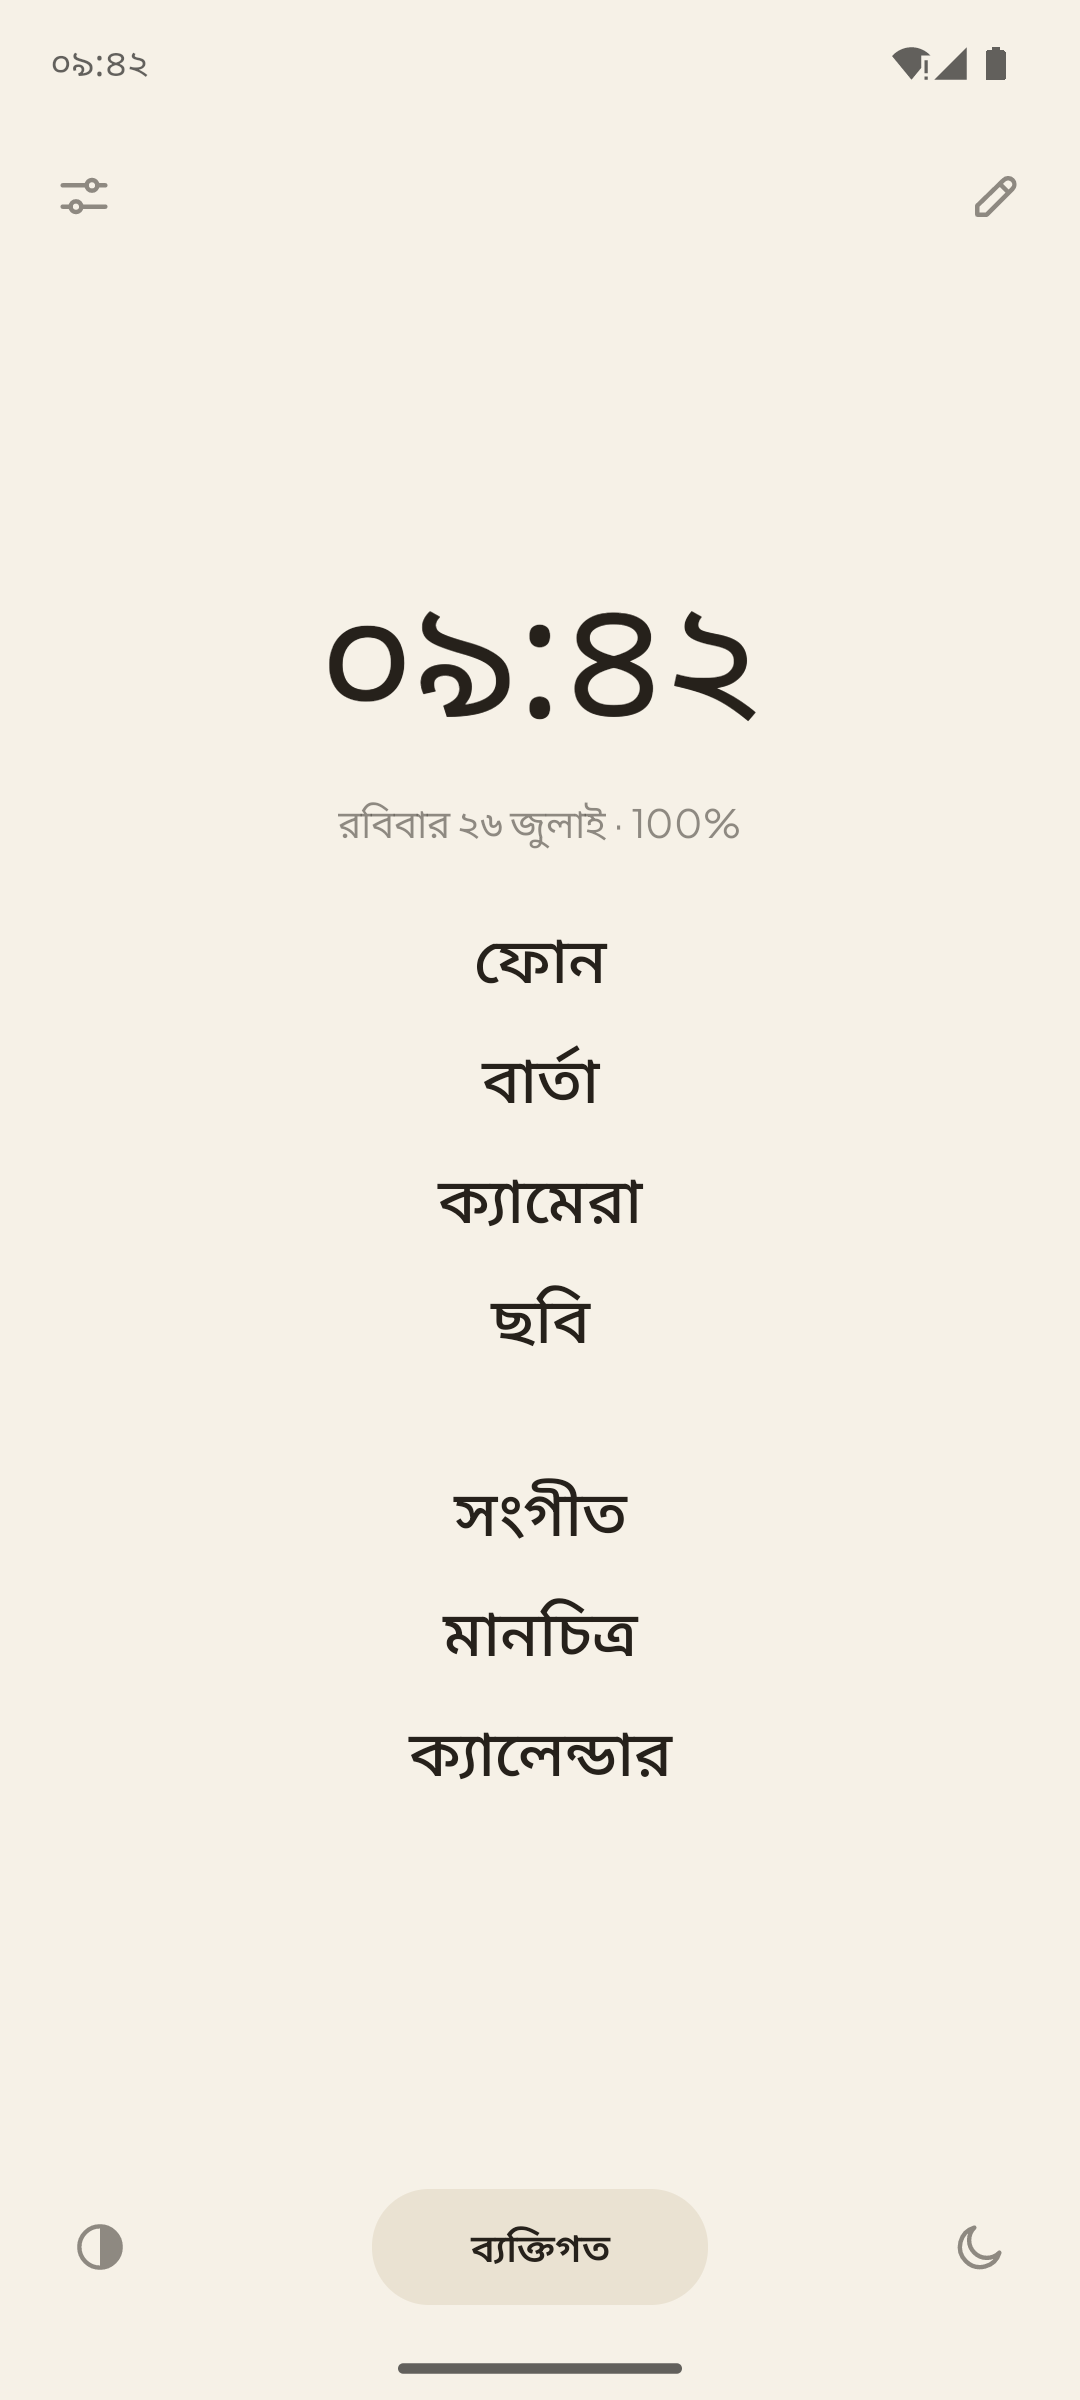 ০৯:৪২
০৯:৪২
রবিবার ২৬ জুলাই · 100%
ফোন
বার্তা
ক্যামেরা
ছবি
সংগীত
মানচিত্র
ক্যালেন্ডার
ব্যক্তিগত